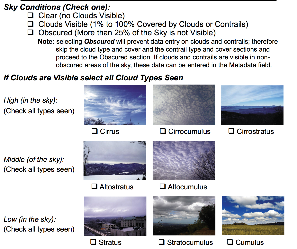 Sky Conditions (Check one):
❑ Clear (no Clouds Visible)
❑ Clouds Visible (1% to 100% Covered by Clouds or Contrails)
❑ Obscured (More than 25% of the Sky is not Visible)
Note: selecting Obscured will prevent data entry on clouds and contrails, therefore
skip the cloud type and cover and the contrail type and cover sections and
proceed to the Obscured section. If clouds and contrails are visible in non-
obscured areas of the sky, these data can be entered in the Metadata field.
If Clouds are Visible select all Cloud Types Seen
High (in the sky):
(Check all types seen)
❑ Cirrus
❑ Cirrocumulus
❑ Cirrostratus
Middle (of the sky):
(Check all types seen)
❑ Altostratus
❑ Altocumulus
Low (in the sky):
(Check all types seen)
❑ Stratus
❑ Stratocumulus
❑ Cumulus